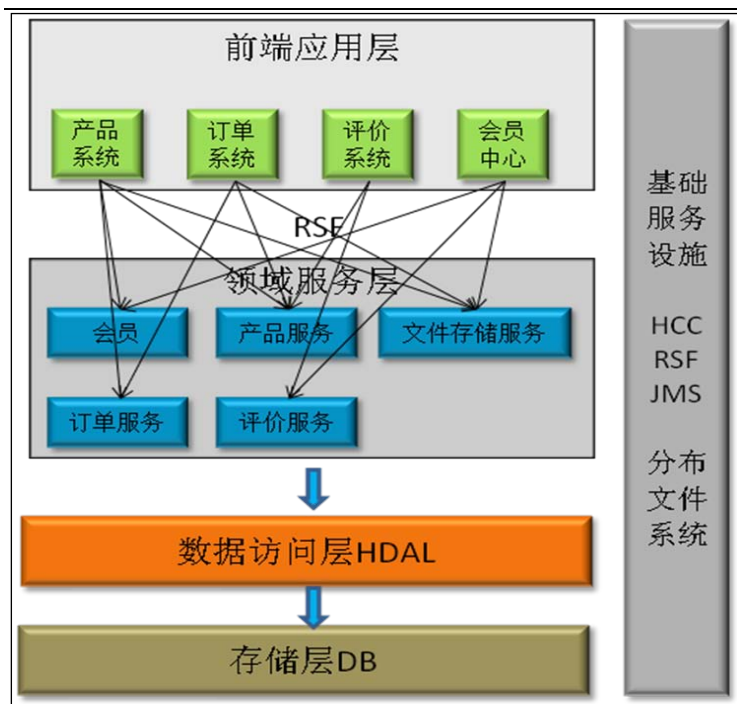 前端应用层
产品
系统
订单
系统
评价
系统
会员
中心
RSF
领域服务层
会员
产品服务
文件存储服务
订单服务
评价服务
数据访问层HDAL
存储层DB
基础
服务
设施
HCC
RSF
JMS
分布
文件
系统